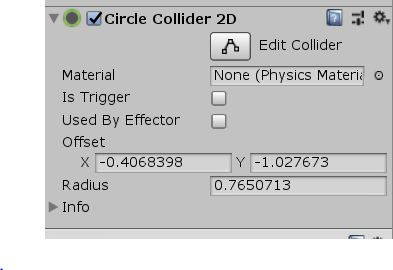 Circle Collider 2D
Edit Collider
Material None (Physics Materia
Is Trigger
Used By Effector
Offset
X -0.4068398 Y -1.027673
Radius 0.7650713
Info